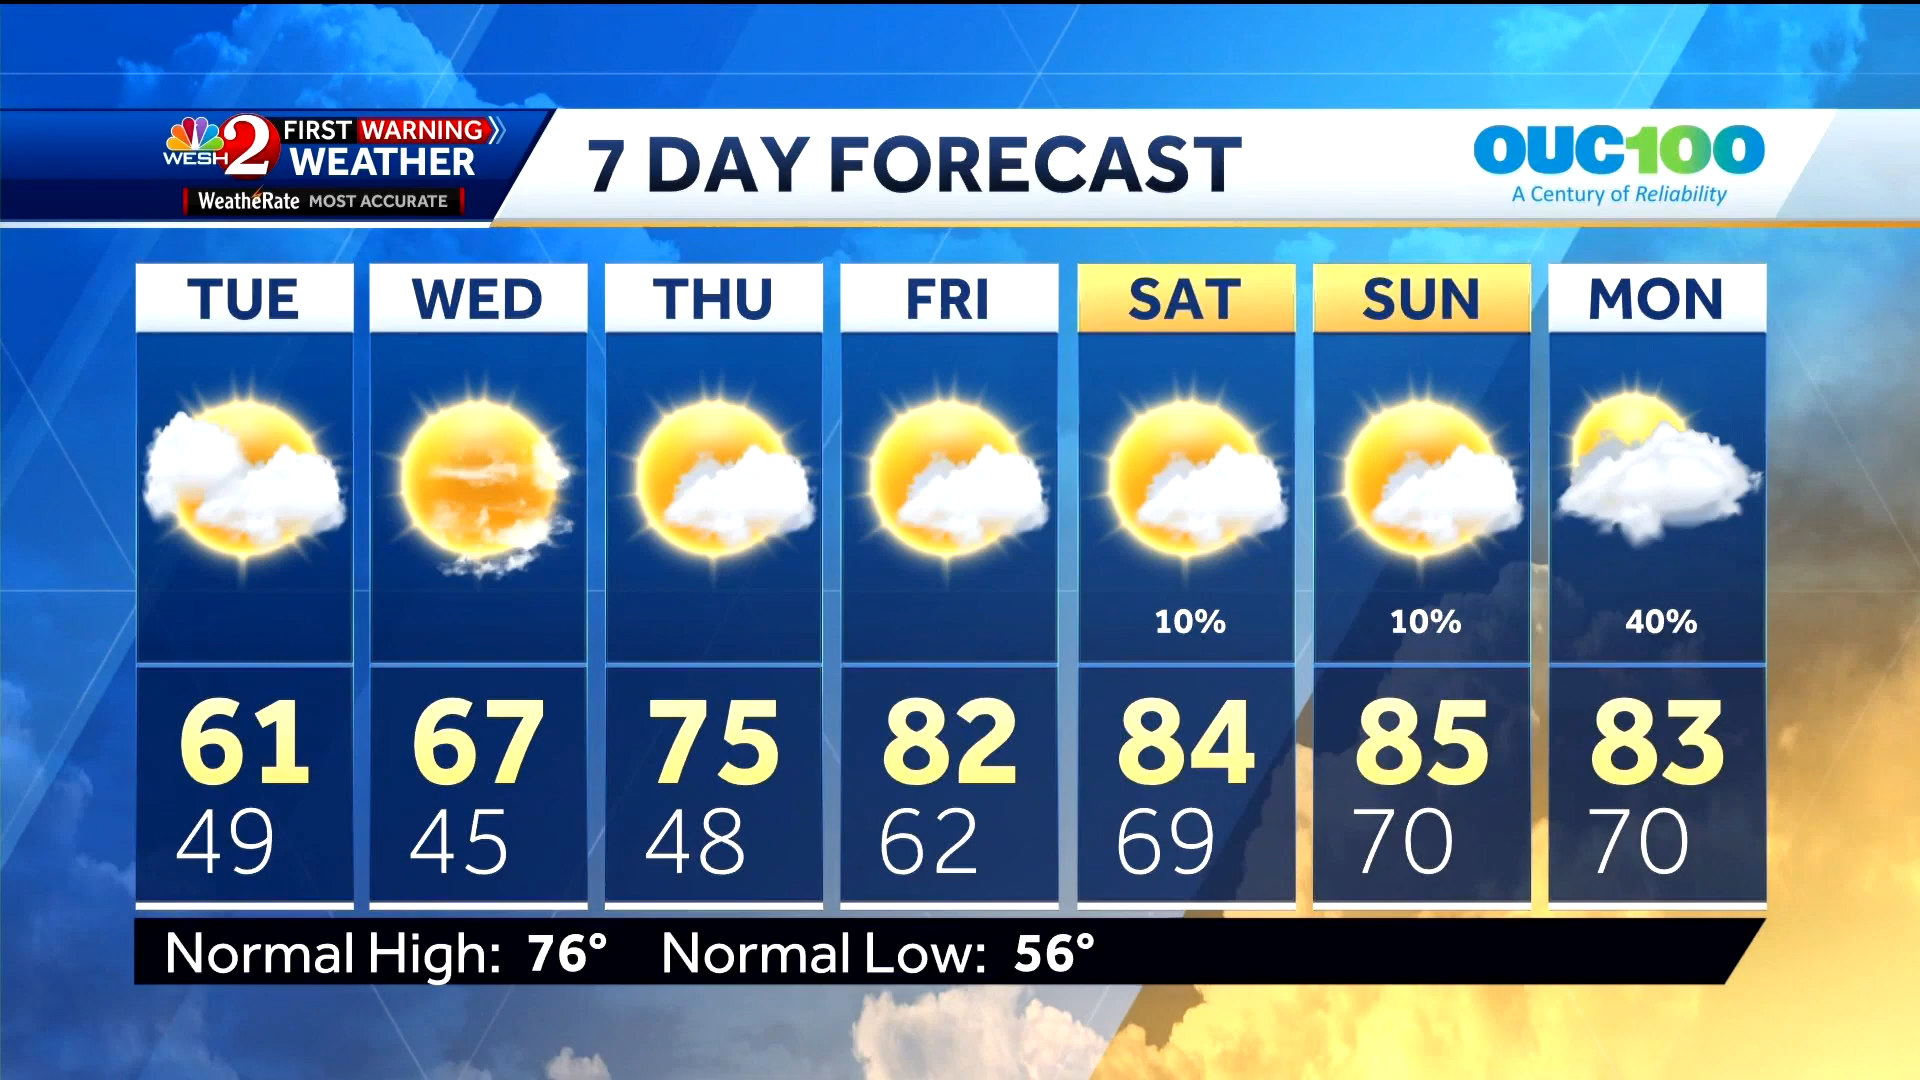 WESH 2 FIRST WARNING
WEATHER
WeatheRate MOST ACCURATE
7 DAY FORECAST
OUC100
A Century of Reliability
TUE WED THU FRI SAT SUN MON
10% 10% 40%
61 67 75 82 84 85 83
49 45 48 62 69 70 70
Normal High: 76° Normal Low: 56°